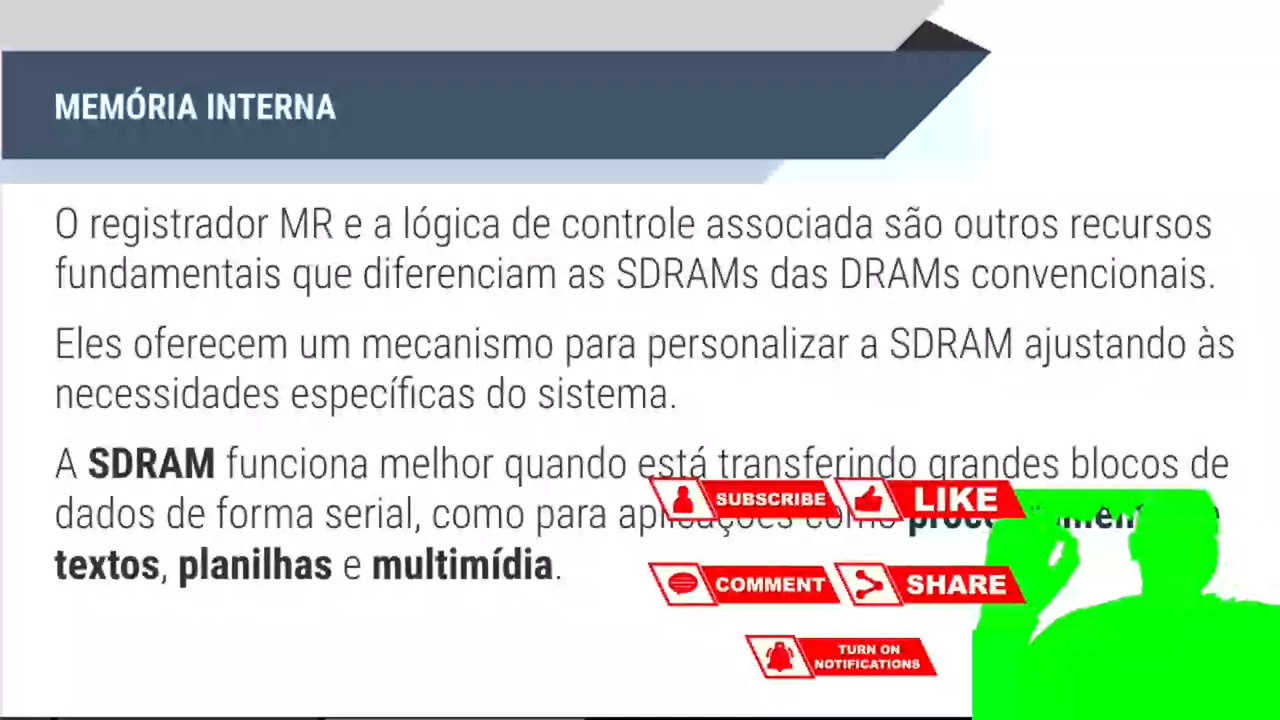 MEMÓRIA INTERNA
O registrador MR e a lógica de controle associada são outros recursos
fundamentais que diferenciam as SDRAMs das DRAMs convencionais.
Eles oferecem um mecanismo para personalizar a SDRAM ajustando às
necessidades específicas do sistema.
A SDRAM funciona melhor quando está transferindo grandes blocos de
dados de forma serial, como para como
textos, planilhas e multimídia.
SUBSCRIBE
LIKE
COMMENT
SHARE
TURN ON
NOTIFICATIONS